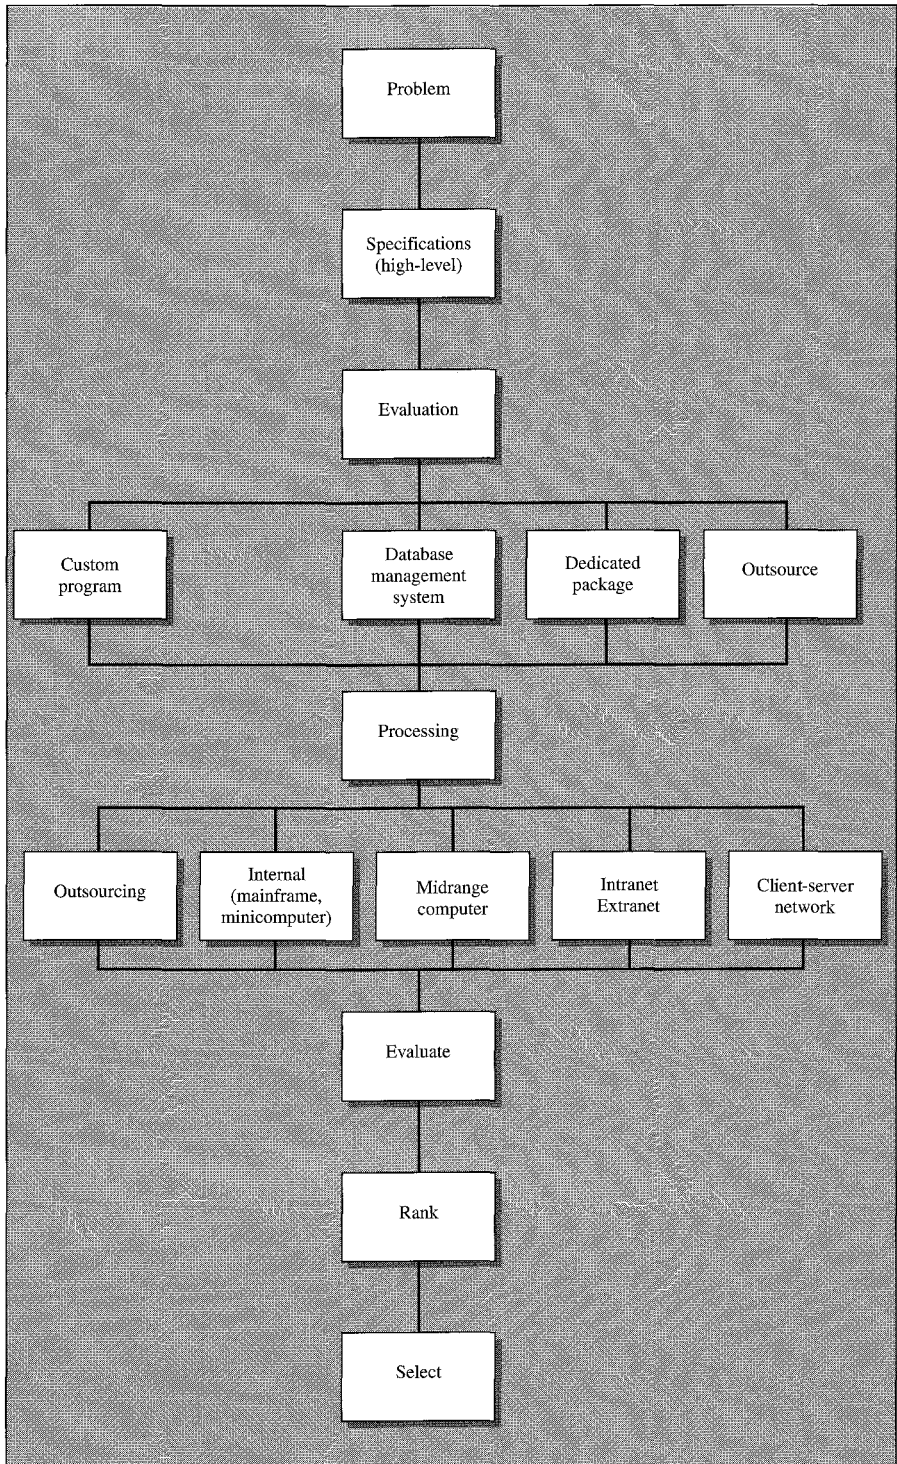 Problem
Specifications
(high-level)
Evaluation
Custom
program
Database
management
system
Dedicated
package
Outsource
Processing
Outsourcing
Internal
(mainframe,
minicomputer)
Midrange
computer
Intranet
Extranet
Client-server
network
Evaluate
Rank
Select